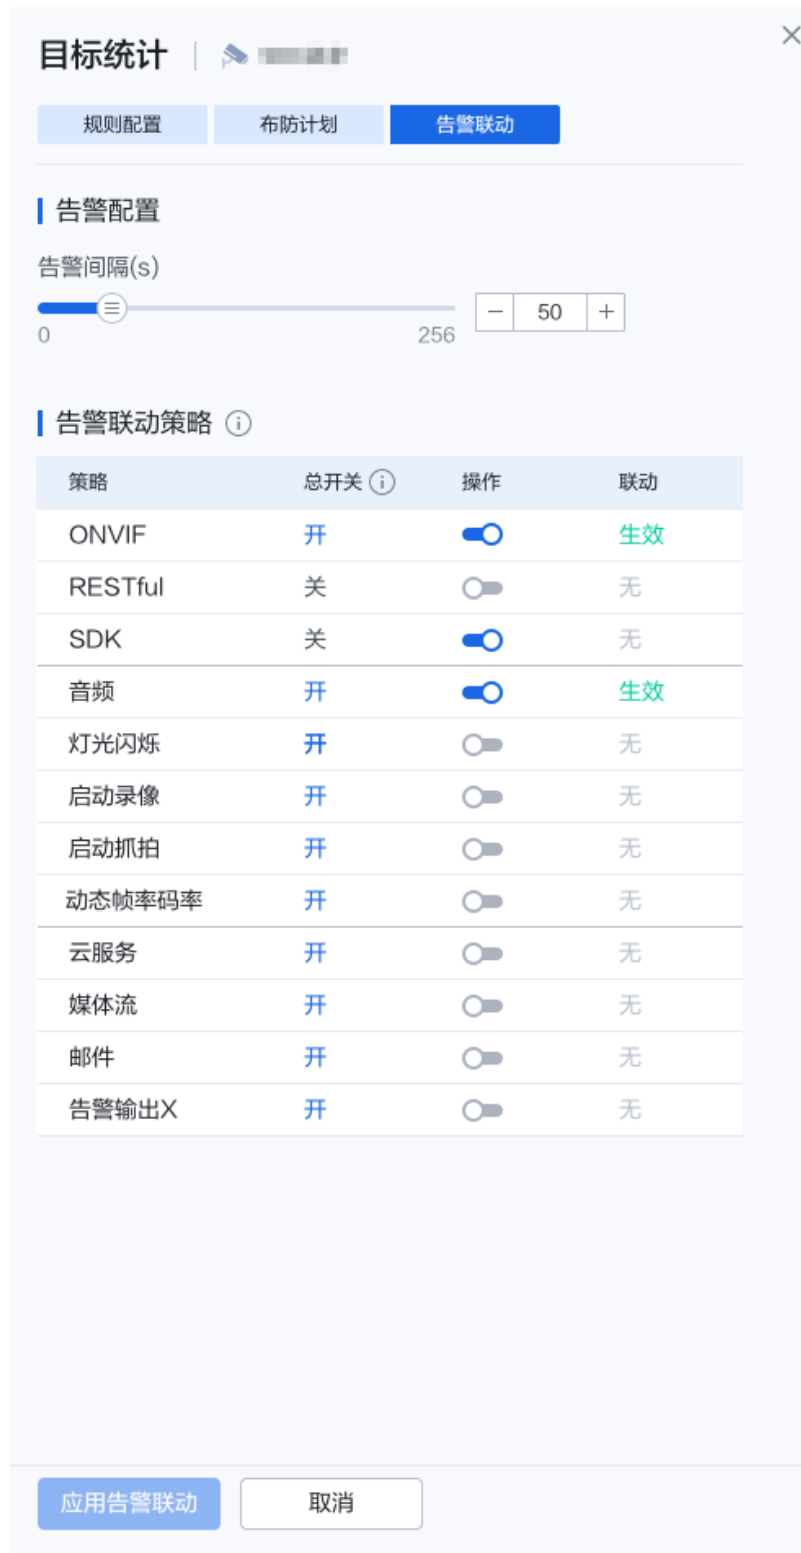 目标统计
规则配置 布防计划 告警联动
告警配置
告警间隔(s)
50
0 256
告警联动策略
策略 总开关 操作 联动
ONVIF 开 生效
RESTful 关 无
SDK 关 无
音频 开 生效
灯光闪烁 开 无
启动录像 开 无
启动抓拍 开 无
动态帧率码率 开 无
云服务 开 无
媒体流 开 无
邮件 开 无
告警输出X 开 无
应用告警联动 取消